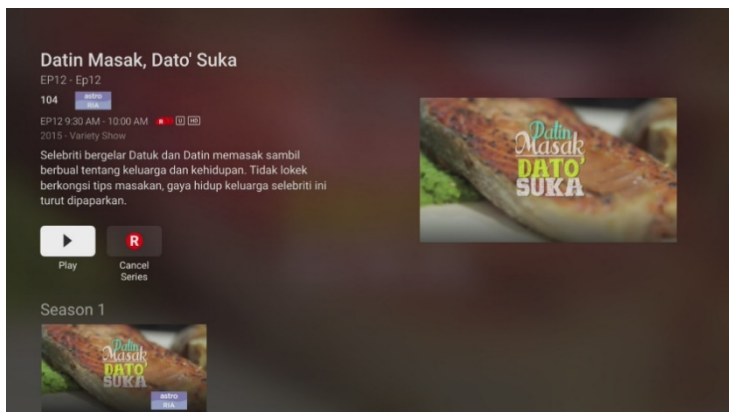 Datin Masak, Dato' Suka
EP12 - Ep12
104 astro
RIA
EP12 9:30 AM - 10:00 AM R U HD
2015 - Variety Show
Selebriti bergelar Datuk dan Datin memasak sambil
berbual tentang keluarga dan kehidupan. Tidak lokek
berkongsi tips masakan, gaya hidup keluarga selebriti ini
turut dipaparkan.
R
Play Cancel
Series
Datin
Masak
DATO'
SUKA
Season 1
Datin
Masak
DATO'
SUKA
astro
RIA